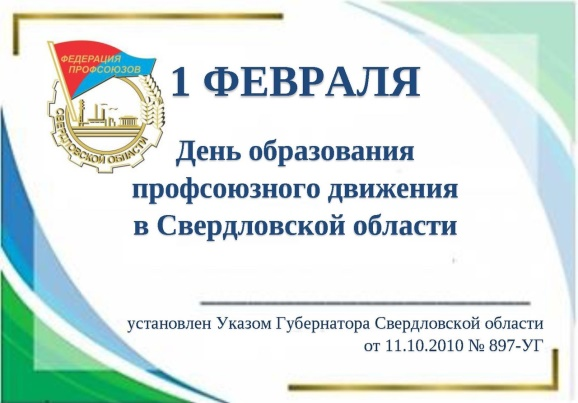 ФЕДЕРАЦИЯ
ПРОФСОЮЗОВ
СВЕРДЛОВСКОЙ ОБЛАСТИ
1 ФЕВРАЛЯ
День образования
профсоюзного движения
в Свердловской области
установлен Указом Губернатора Свердловской области
от 11.10.2010 № 897-УГ